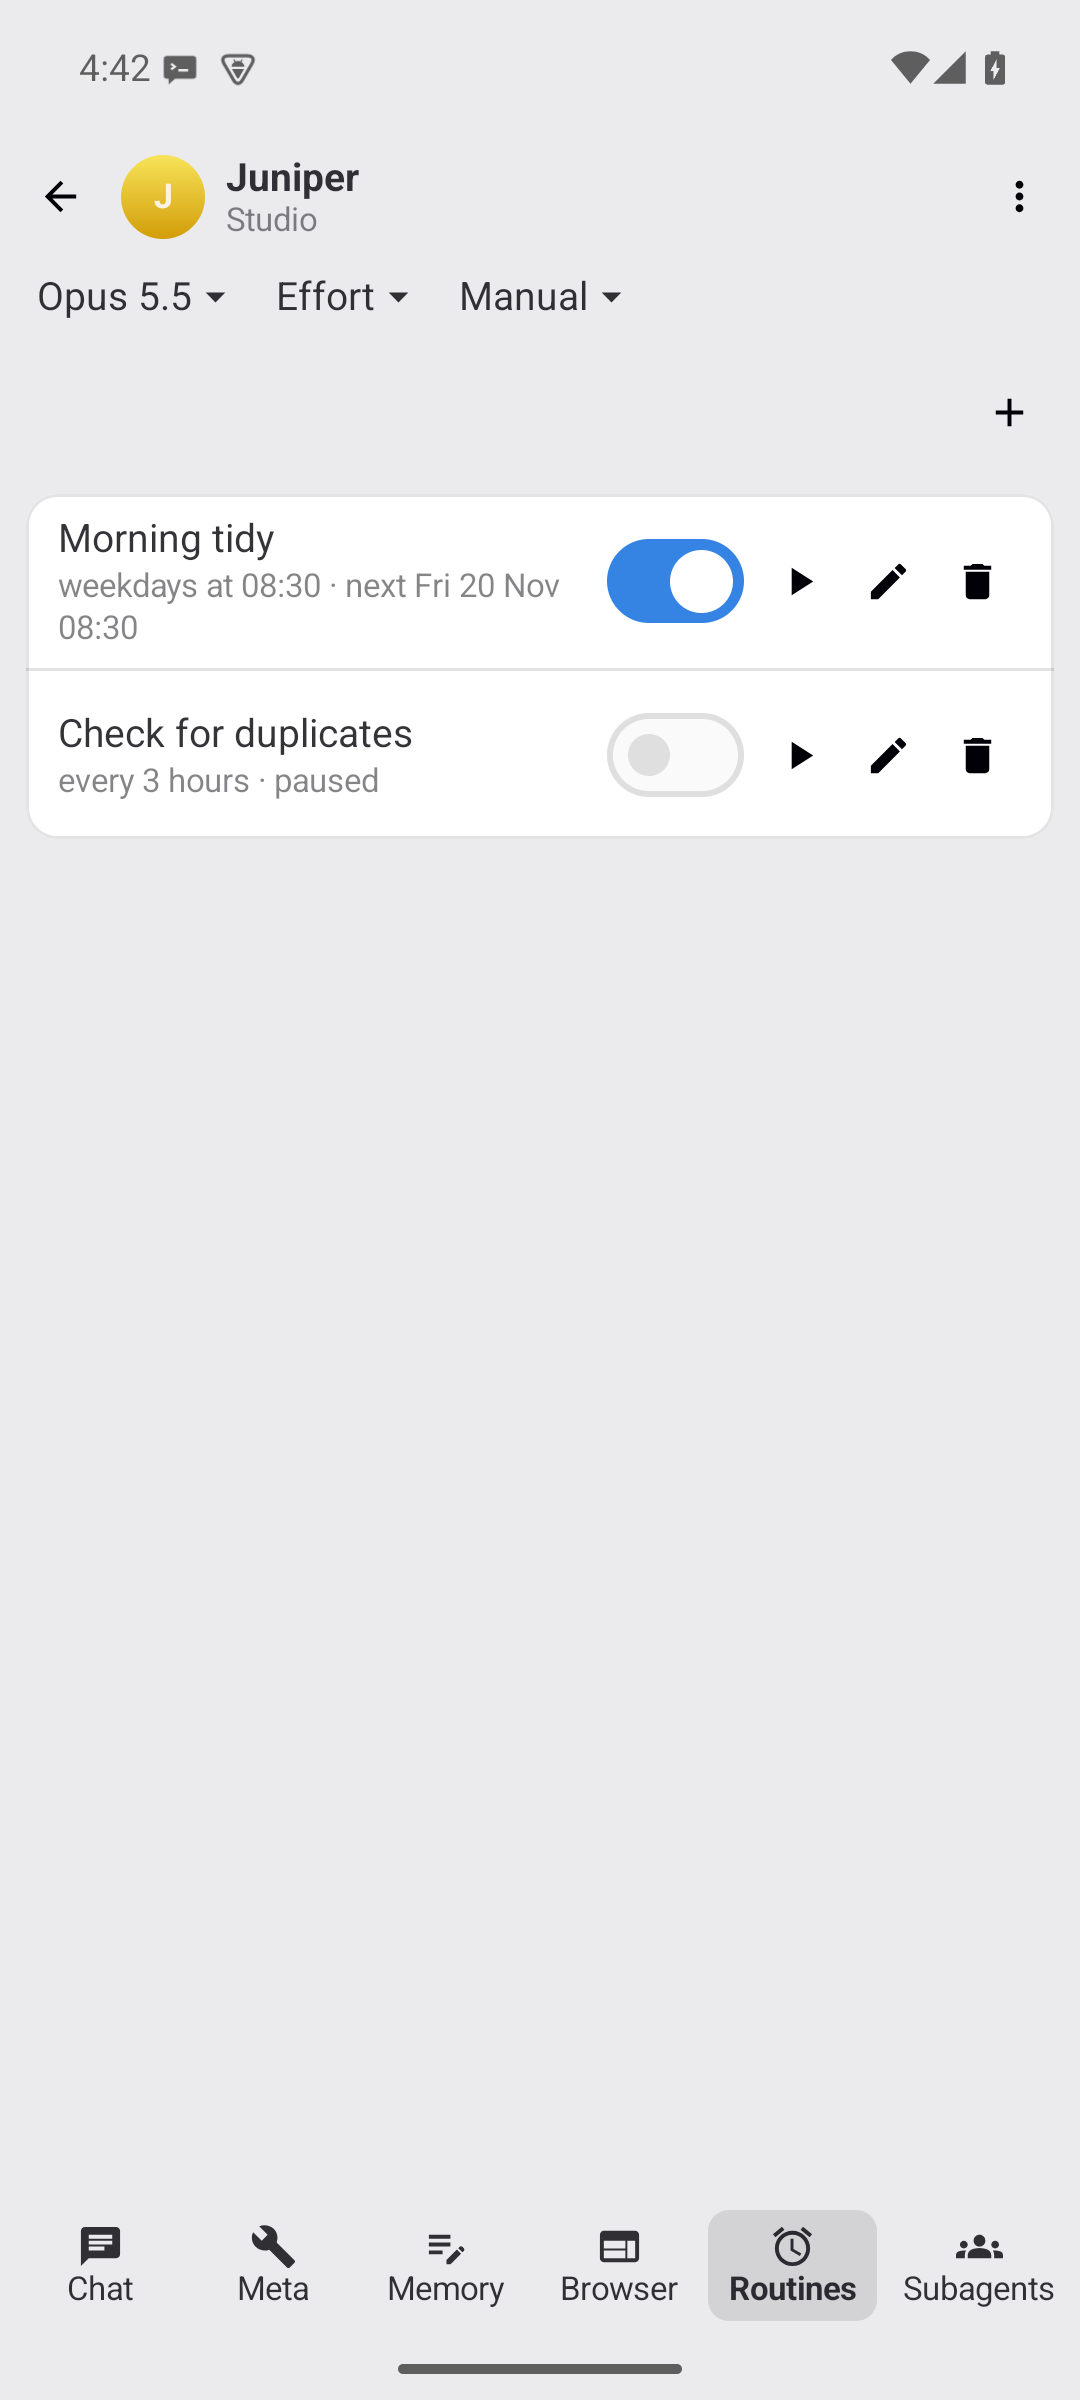 4:42
J
Juniper
Studio
Opus 5.5
Effort
Manual
Morning tidy
weekdays at 08:30 · next Fri 20 Nov
08:30
Check for duplicates
every 3 hours · paused
Chat
Meta
Memory
Browser
Routines
Subagents